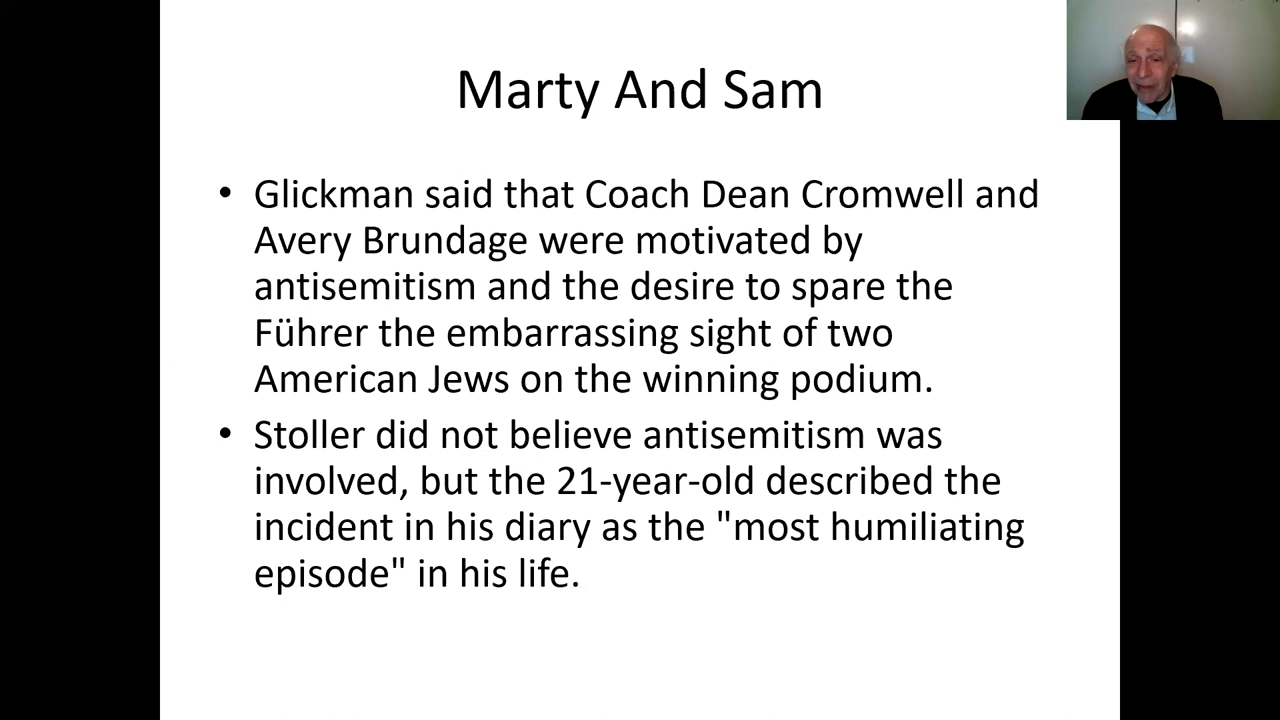 Marty And Sam
• Glickman said that Coach Dean Cromwell and
Avery Brundage were motivated by
antisemitism and the desire to spare the
Führer the embarrassing sight of two
American Jews on the winning podium.
• Stoller did not believe antisemitism was
involved, but the 21-year-old described the
incident in his diary as the "most humiliating
episode" in his life.